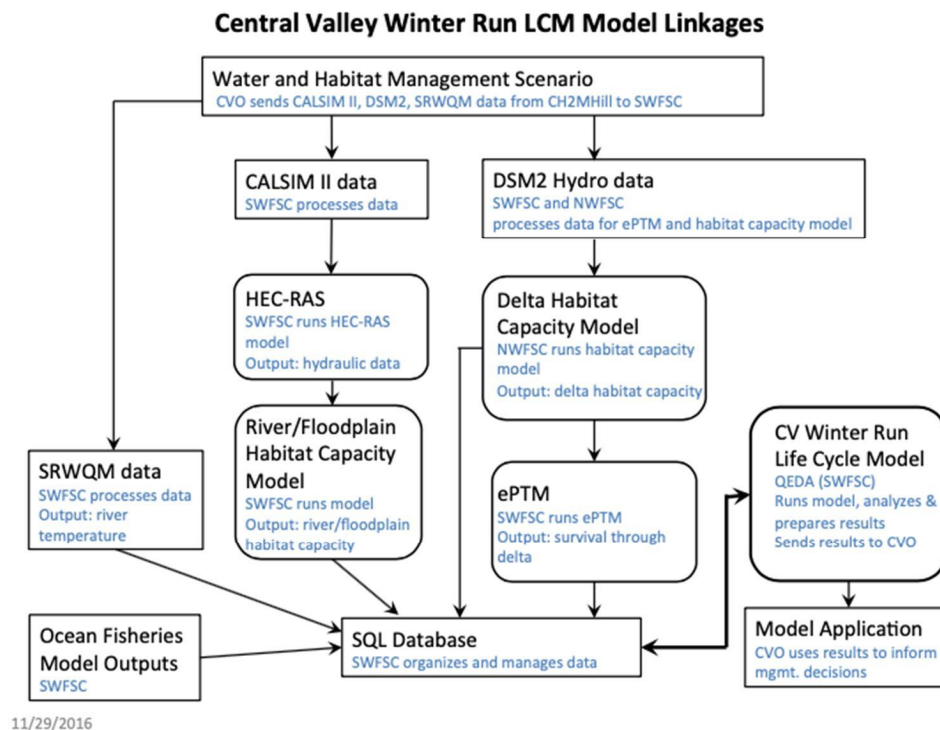 Central Valley Winter Run LCM Model Linkages
Water and Habitat Management Scenario
CVO sends CALSIM II, DSM2, SRWQM data from CH2MHill to SWFSC
CALSIM II data
SWFSC processes data
DSM2 Hydro data
SWFSC and NWFSC
processes data for ePTM and habitat capacity model
HEC-RAS
SWFSC runs HEC-RAS
model
Output: hydraulic data
Delta Habitat
Capacity Model
NWFSC runs habitat capacity
model
Output: delta habitat capacity
River/Floodplain
Habitat Capacity
Model
SWFSC runs model
Output: river/floodplain
habitat capacity
SRWQM data
SWFSC processes data
Output: river
temperature
ePTM
SWFSC runs ePTM
Output: survival through
delta
CV Winter Run
Life Cycle Model
QEDA (SWFSC)
Runs model, analyzes &
prepares results
Sends results to CVO
Ocean Fisheries
Model Outputs
SWFSC
SQL Database
SWFSC organizes and manages data
Model Application
CVO uses results to inform
mgmt. decisions
11/29/2016